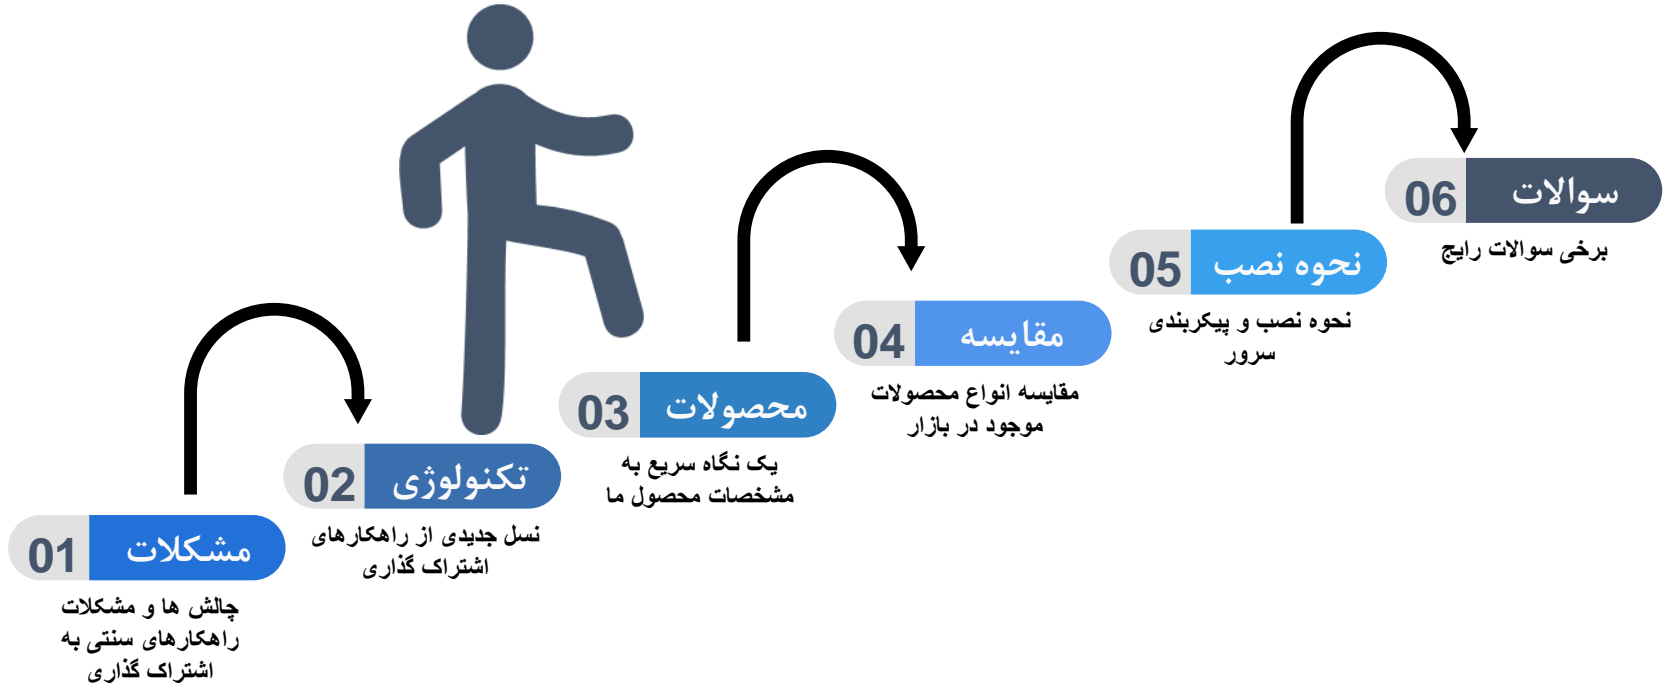 01
مشکلات
چالش ها و مشکلات
راهکارهای سنتی به
اشتراک گذاری
02
تکنولوژی
نسل جدیدی از راهکارهای
اشتراک گذاری
03
محصولات
یک نگاه سریع به
مشخصات محصول ما
04
مقایسه
مقایسه انواع محصولات
موجود در بازار
05
نحوه نصب
نحوه نصب و پیکربندی
سرور
06
سوالات
برخی سوالات رایج